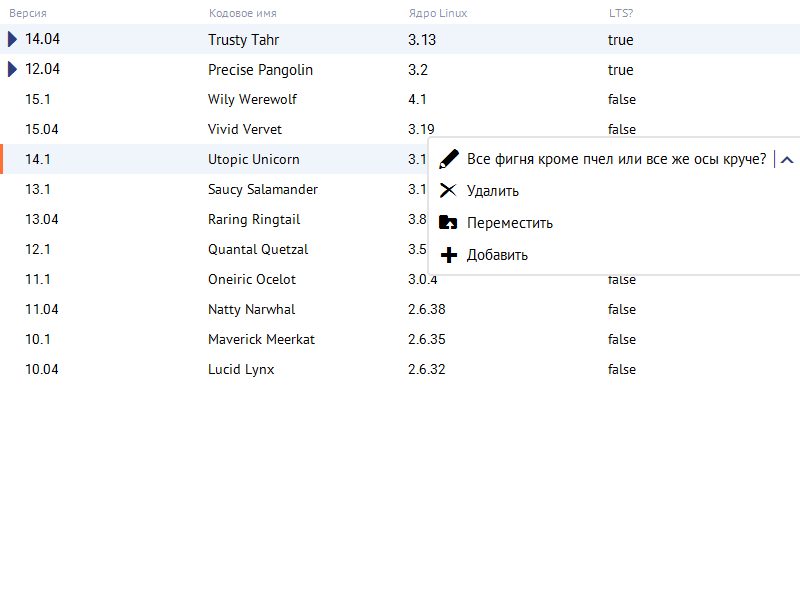 Версия Кодовое имя Ядро Linux LTS?
14.04 Trusty Tahr 3.13 true
12.04 Precise Pangolin 3.2 true
15.1 Wily Werewolf 4.1 false
15.04 Vivid Vervet 3.19 false
14.1 Utopic Unicorn 3.1 Все фигня кроме пчел или все же осы круче?
13.1 Saucy Salamander 3.1 Удалить
13.04 Raring Ringtail 3.8 Переместить
12.1 Quantal Quetzal 3.5 Добавить
11.1 Oneiric Ocelot 3.0.4 false
11.04 Natty Narwhal 2.6.38 false
10.1 Maverick Meerkat 2.6.35 false
10.04 Lucid Lynx 2.6.32 false